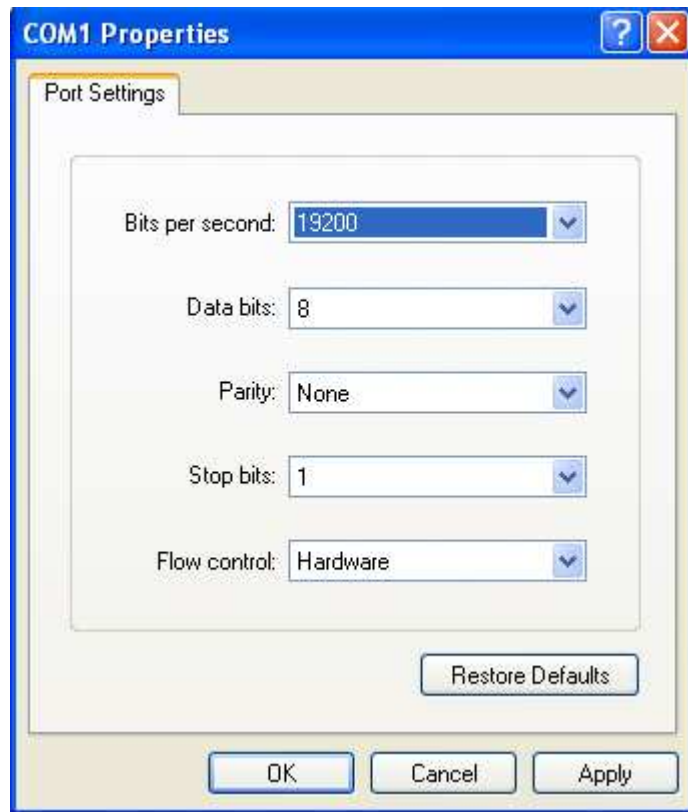 COM1 Properties
Port Settings
Bits per second: 19200
Data bits: 8
Parity: None
Stop bits: 1
Flow control: Hardware
Restore Defaults
OK Cancel Apply